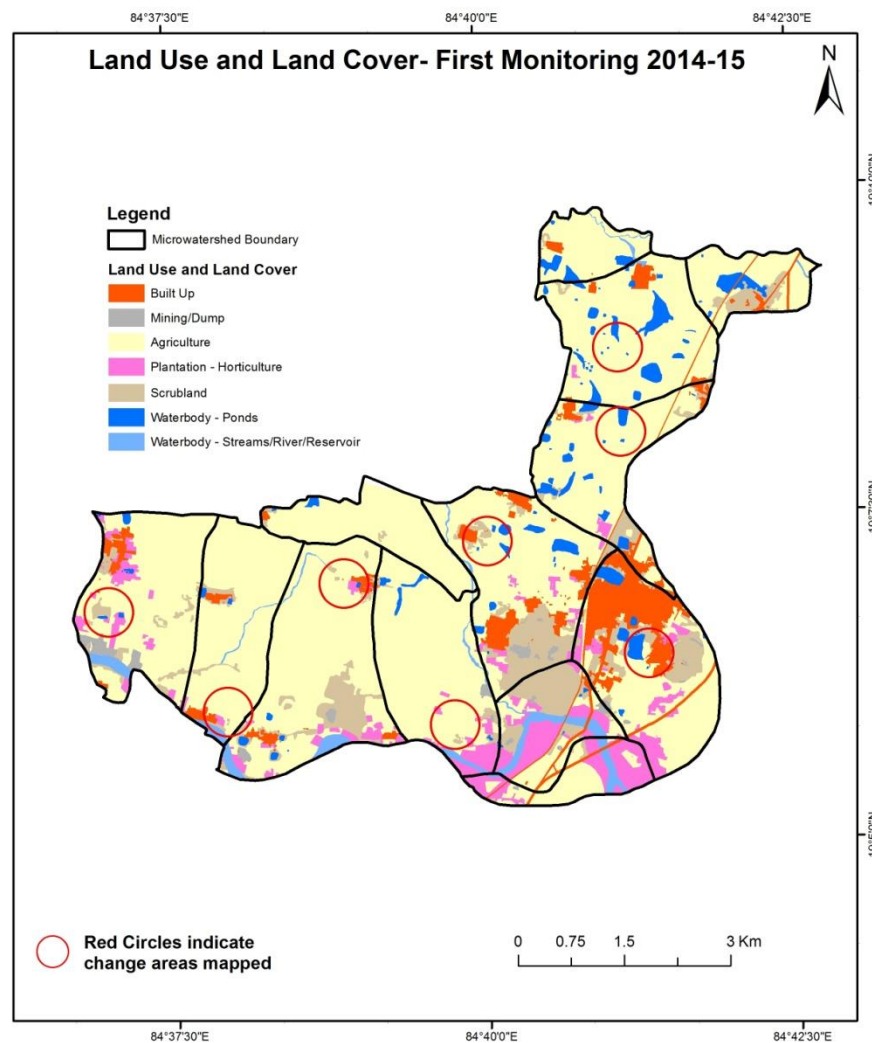 84°37'30"E 84°40'0"E 84°42'30"E
Land Use and Land Cover- First Monitoring 2014-15
N
Legend
Microwatershed Boundary
Land Use and Land Cover
Built Up
Mining/Dump
Agriculture
Plantation - Horticulture
Scrubland
Waterbody - Ponds
Waterbody - Streams/River/Reservoir
Red Circles indicate
change areas mapped
0 0.75 1.5 3 Km
84°37'30"E 84°40'0"E 84°42'30"E